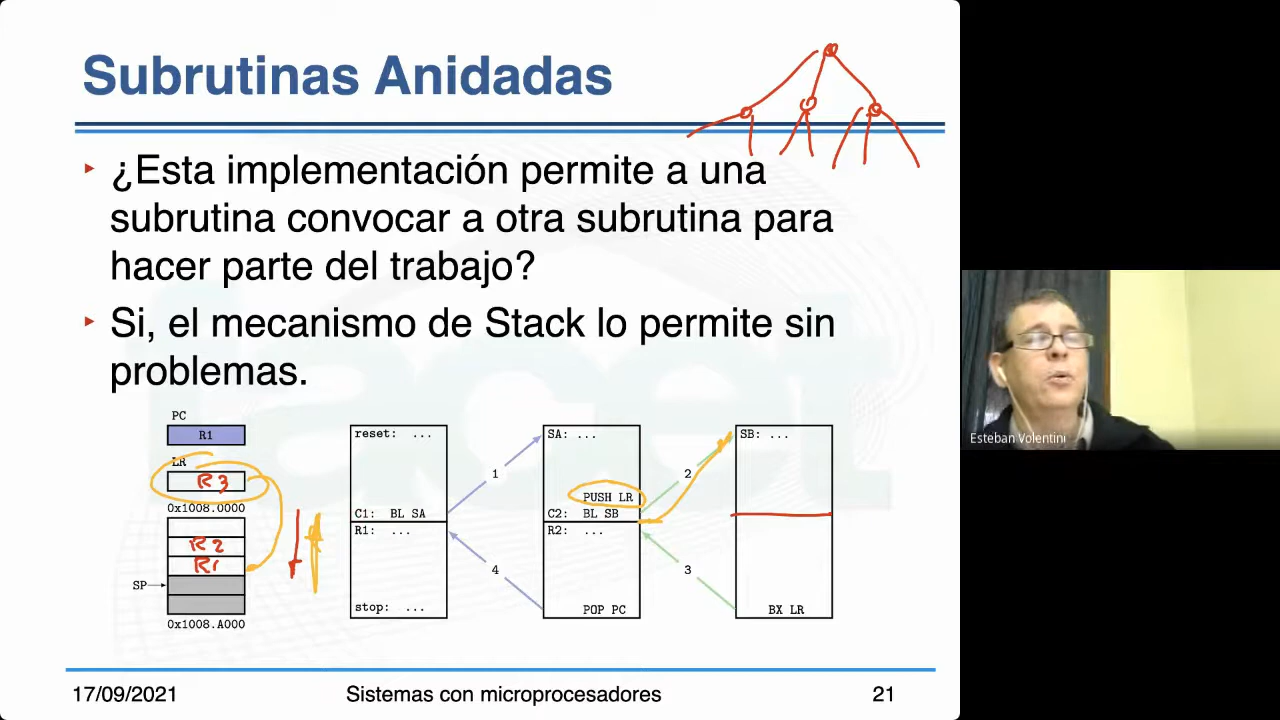 Subrutinas Anidadas
¿Esta implementación permite a una
subrutina convocar a otra subrutina para
hacer parte del trabajo?
Si, el mecanismo de Stack lo permite sin
problemas.
PC
R1
LR
R3
0x1008.0000
R2
R1
SP
0x1008.A000
reset: ...
C1: BL SA
R1: ...
stop: ...
1
4
SA: ...
PUSH LR
C2: BL SB
R2: ...
POP PC
2
3
SB: ...
BX LR
Esteban Volentini
17/09/2021
Sistemas con microprocesadores
21